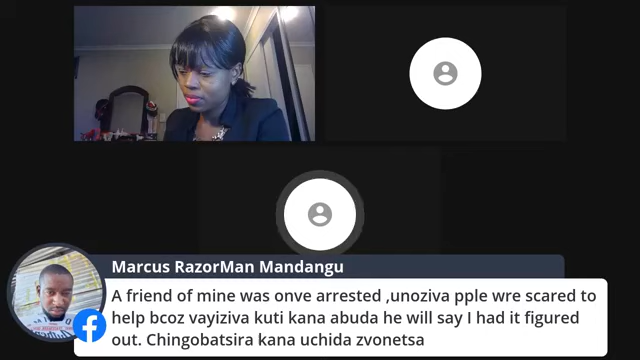 Marcus RazorMan Mandangu
A friend of mine was onve arrested ,unoziva pple wre scared to
help bcoz vayiziva kuti kana abuda he will say I had it figured
out. Chingobatsira kana uchida zvonetsa